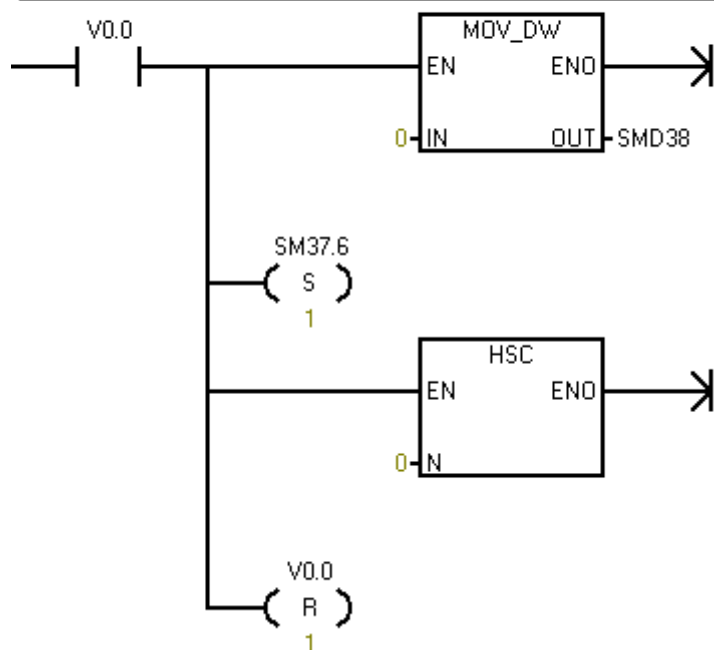 V0.0
MOV_DW
EN ENO
0 IN OUT SMD38
SM37.6
S
1
HSC
EN ENO
0 N
V0.0
R
1